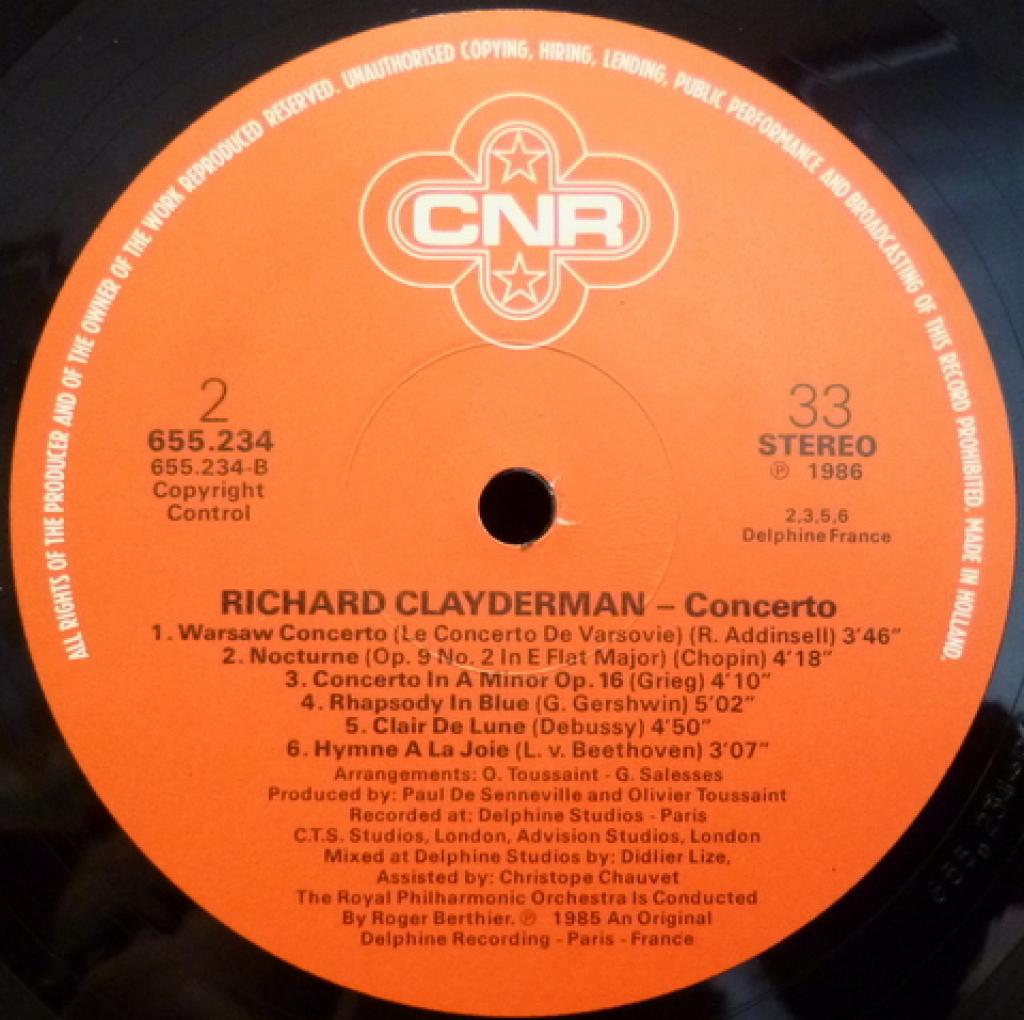 ALL RIGHTS OF THE PRODUCER AND OF THE OWNER OF THE WORK REPRODUCED RESERVED. UNAUTHORISED COPYING, HIRING, LENDING, PUBLIC PERFORMANCE AND BROADCASTING OF THIS RECORD PROHIBITED. MADE IN HOLLAND.
CNR
2
655.234
655.234-B
Copyright
Control
33
STEREO
℗ 1986
2,3,5,6
Delphine France
RICHARD CLAYDERMAN – Concerto
1. Warsaw Concerto (Le Concerto De Varsovie) (R. Addinsell) 3'46"
2. Nocturne (Op. 9 No. 2 In E Flat Major) (Chopin) 4'18"
3. Concerto In A Minor Op. 16 (Grieg) 4'10"
4. Rhapsody In Blue (G. Gershwin) 5'02"
5. Clair De Lune (Debussy) 4'50"
6. Hymne A La Joie (L. v. Beethoven) 3'07"
Arrangements: O. Toussaint - G. Salesses
Produced by: Paul De Senneville and Olivier Toussaint
Recorded at: Delphine Studios - Paris
C.T.S. Studios, London, Advision Studios, London
Mixed at Delphine Studios by: Didlier Lize,
Assisted by: Christope Chauvet
The Royal Philharmonic Orchestra Is Conducted
By Roger Berthier. ℗ 1985 An Original
Delphine Recording - Paris - France